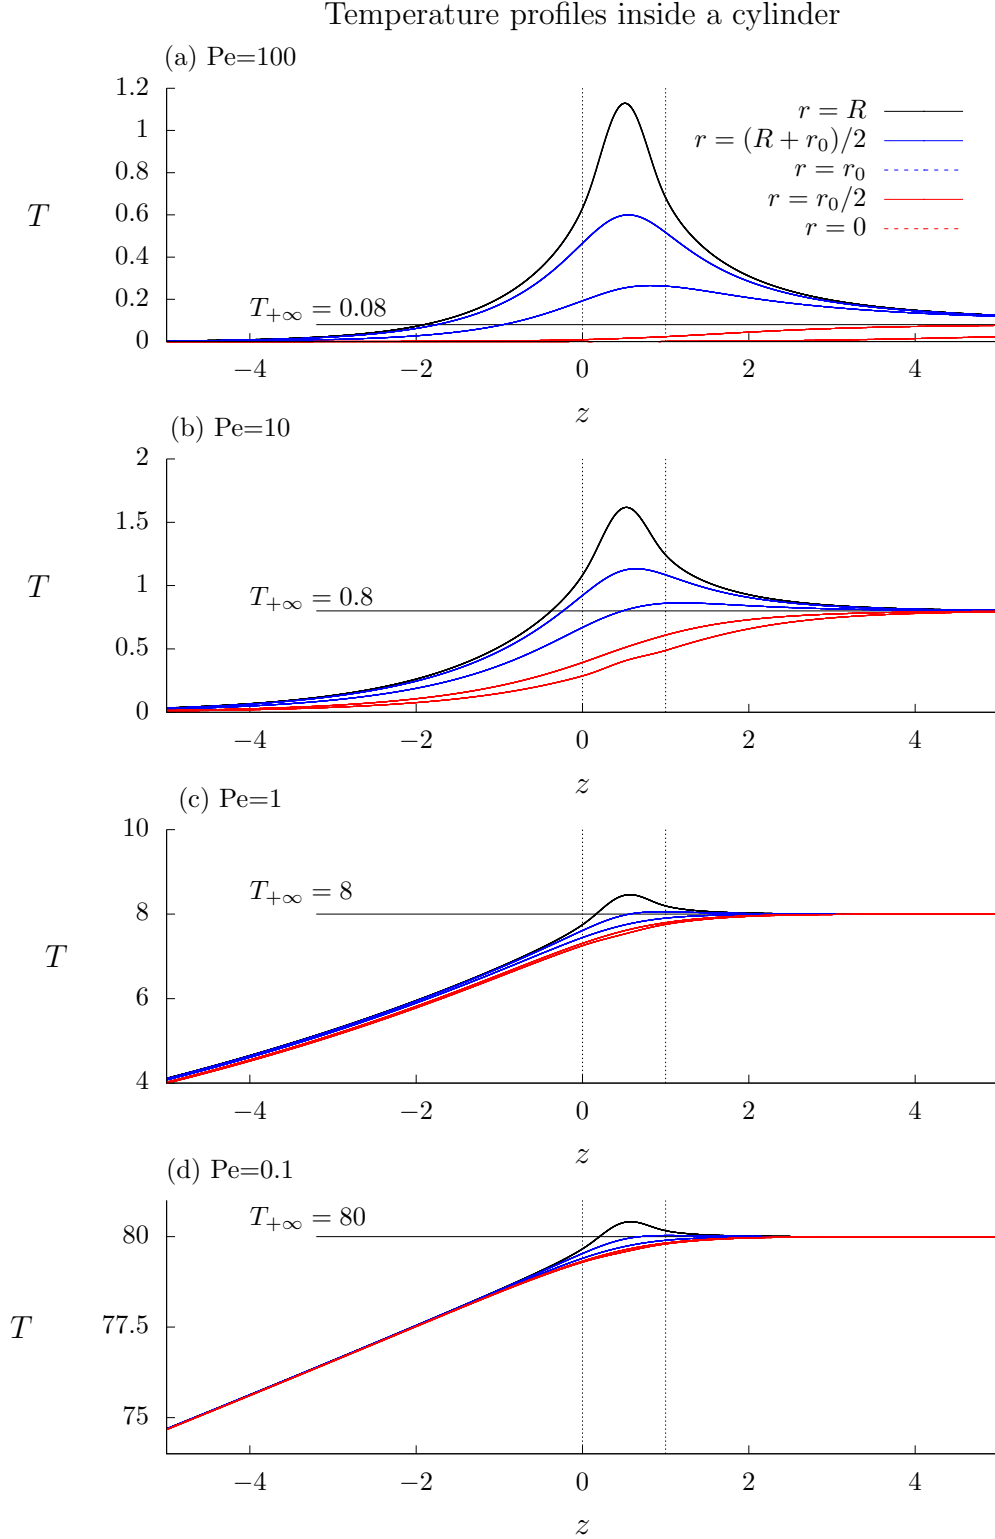 Temperature profiles inside a cylinder
(a) Pe=100
1.2
1
0.8
0.6
0.4
0.2
0
T
r = R
r = (R + r₀)/2
r = r₀
r = r₀/2
r = 0
T₊∞ = 0.08
−4 −2 0 2 4
z
(b) Pe=10
2
1.5
1
0.5
0
T
T₊∞ = 0.8
−4 −2 0 2 4
z
(c) Pe=1
10
8
6
4
T
T₊∞ = 8
−4 −2 0 2 4
z
(d) Pe=0.1
80
77.5
75
T
T₊∞ = 80
−4 −2 0 2 4
z